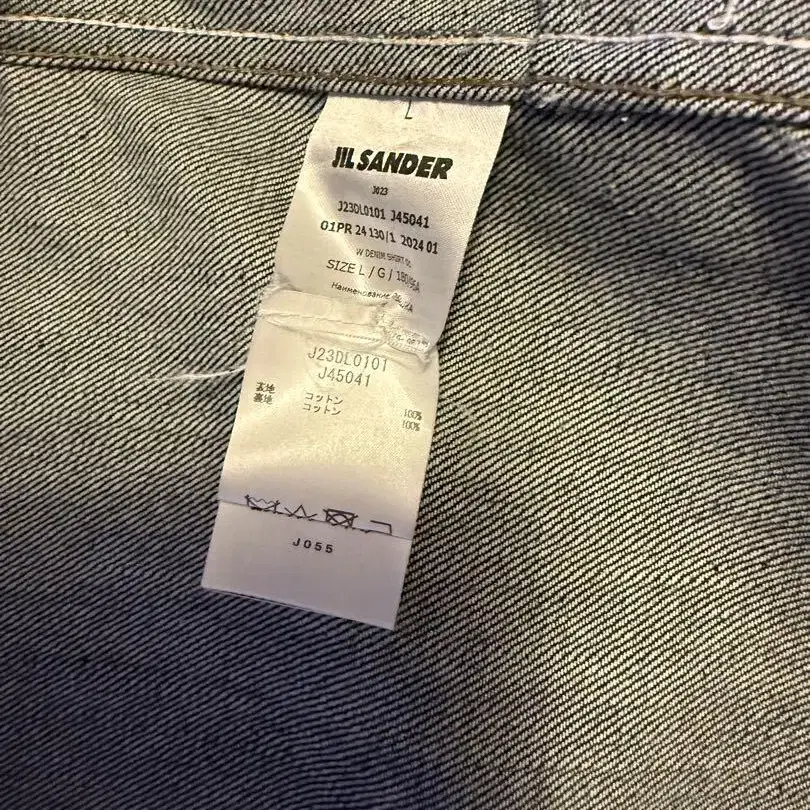 L
JIL SANDER
J023
J23DL0101 J45041
01PR 24 130|1 2024 01
W DENIM SHIRT
SIZE L / G / 180/96A
Наименование
J23DL0101
J45041
表地 コットン 100%
裏地 コットン 100%
J055